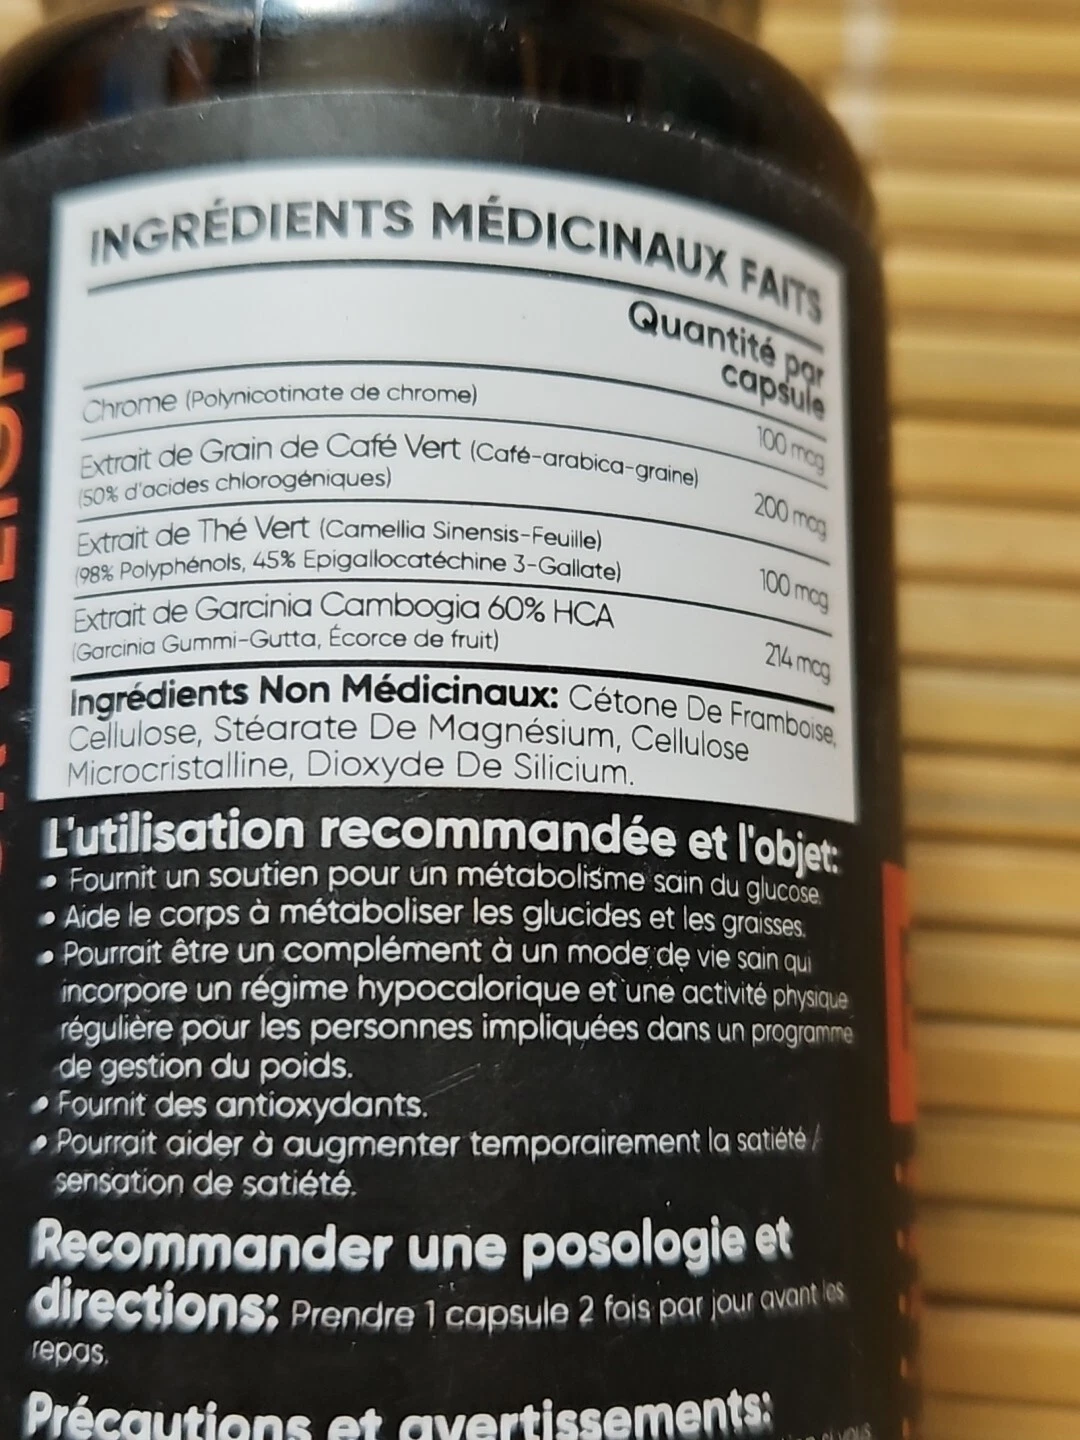 INGRÉDIENTS MÉDICINAUX FAITS
Quantité par
capsule
Chrome (Polynicotinate de chrome) 100 mcg
Extrait de Grain de Café Vert (Café-arabica-graine)
(50% d'acides chlorogéniques) 200 mcg
Extrait de Thé Vert (Camellia Sinensis-Feuille)
(98% Polyphénols, 45% Epigallocatéchine 3-Gallate) 100 mcg
Extrait de Garcinia Cambogia 60% HCA
(Garcinia Gummi-Gutta, Écorce de fruit) 214 mcg
Ingrédients Non Médicinaux: Cétone De Framboise,
Cellulose, Stéarate De Magnésium, Cellulose
Microcristalline, Dioxyde De Silicium.
L'utilisation recommandée et l'objet:
• Fournit un soutien pour un métabolisme sain du glucose.
• Aide le corps à métaboliser les glucides et les graisses.
• Pourrait être un complément à un mode de vie sain qui
incorpore un régime hypocalorique et une activité physique
régulière pour les personnes impliquées dans un programme
de gestion du poids.
• Fournit des antioxydants.
• Pourrait aider à augmenter temporairement la satiété /
sensation de satiété.
Recommander une posologie et
directions: Prendre 1 capsule 2 fois par jour avant les
repas.
Précautions et avertissements: